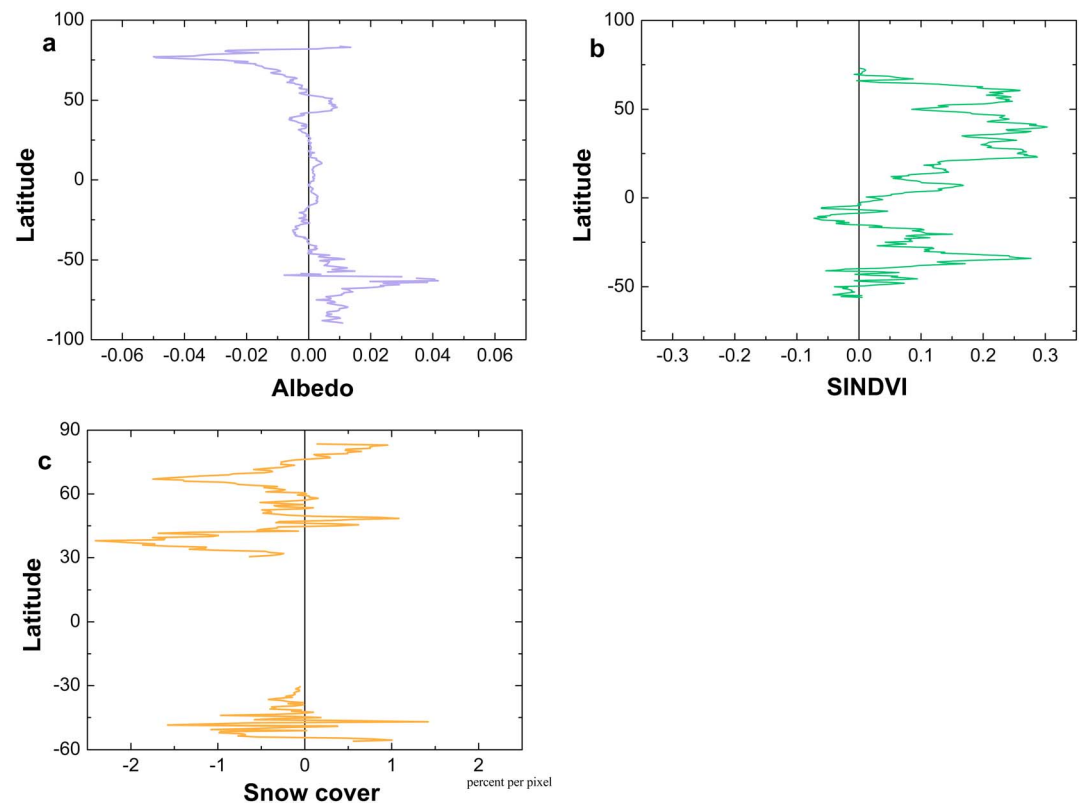 a
100
50
0
-50
-100
Latitude
-0.06 -0.04 -0.02 0.00 0.02 0.04 0.06
Albedo
b
100
50
0
-50
Latitude
-0.3 -0.2 -0.1 0.0 0.1 0.2 0.3
SINDVI
c
90
60
30
0
-30
-60
Latitude
-2 -1 0 1 2
percent per pixel
Snow cover